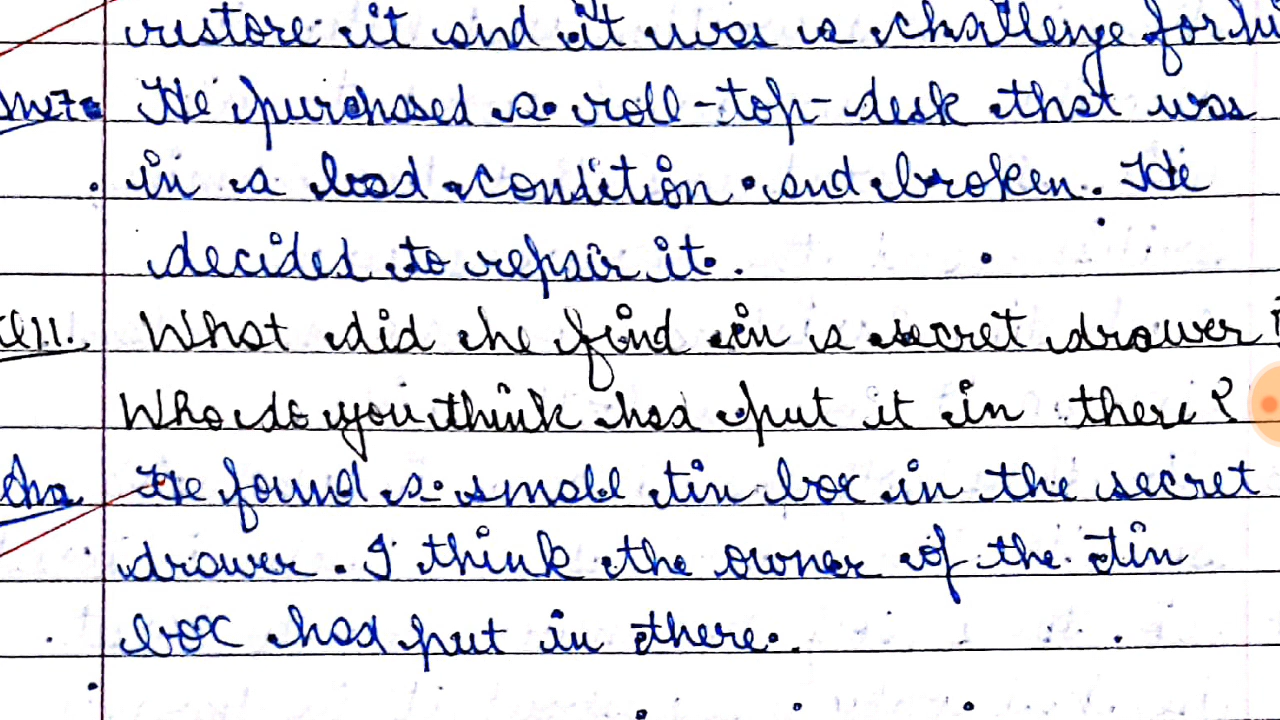 restore it and it was a challenge for
He purchased a roll-top-desk that was
in a bad condition and broken. He
decided to repair it.
Q11. What did he find in a secret drawer?
Who do you think had put it in there?
Ans He found a small tin box in the secret
drawer. I think the owner of the tin
box had put in there.